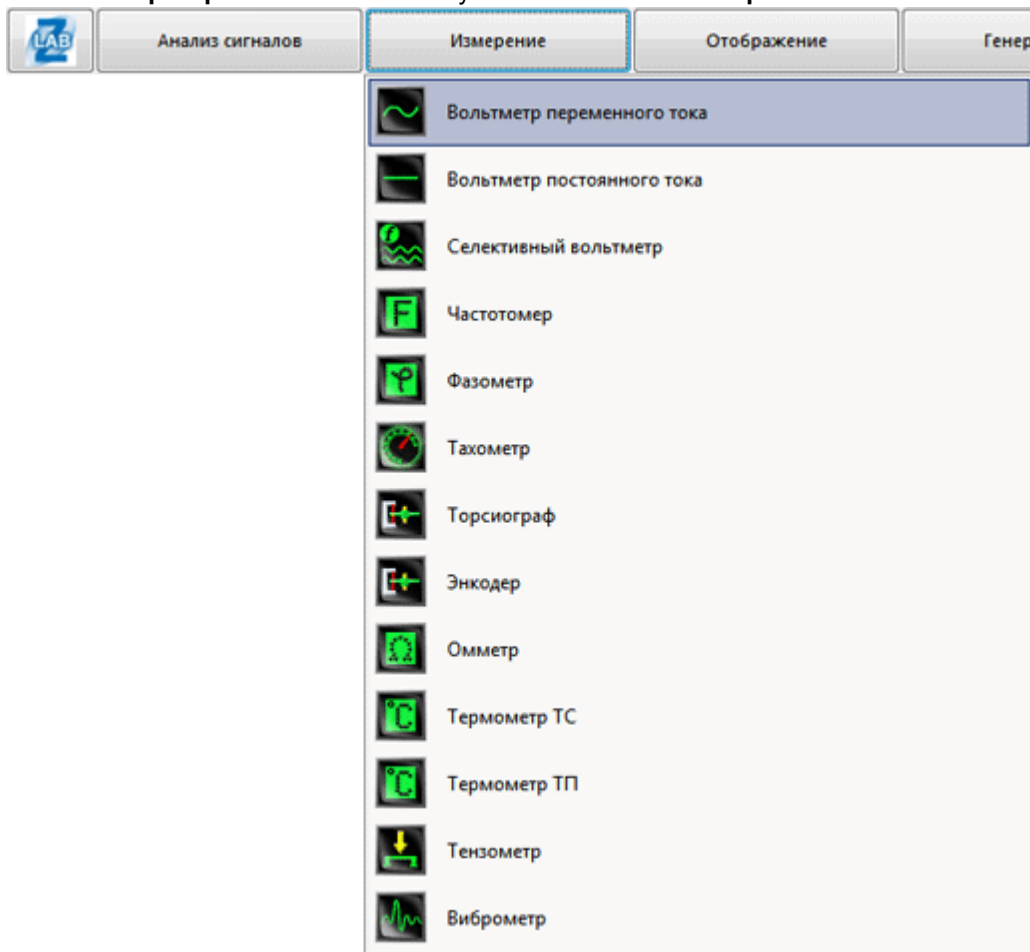 LAB Z
Анализ сигналов
Измерение
Отображение
Генер
Вольтметр переменного тока
Вольтметр постоянного тока
Селективный вольтметр
Частотомер
Фазометр
Тахометр
Торсиограф
Энкодер
Омметр
Термометр ТС
Термометр ТП
Тензометр
Виброметр